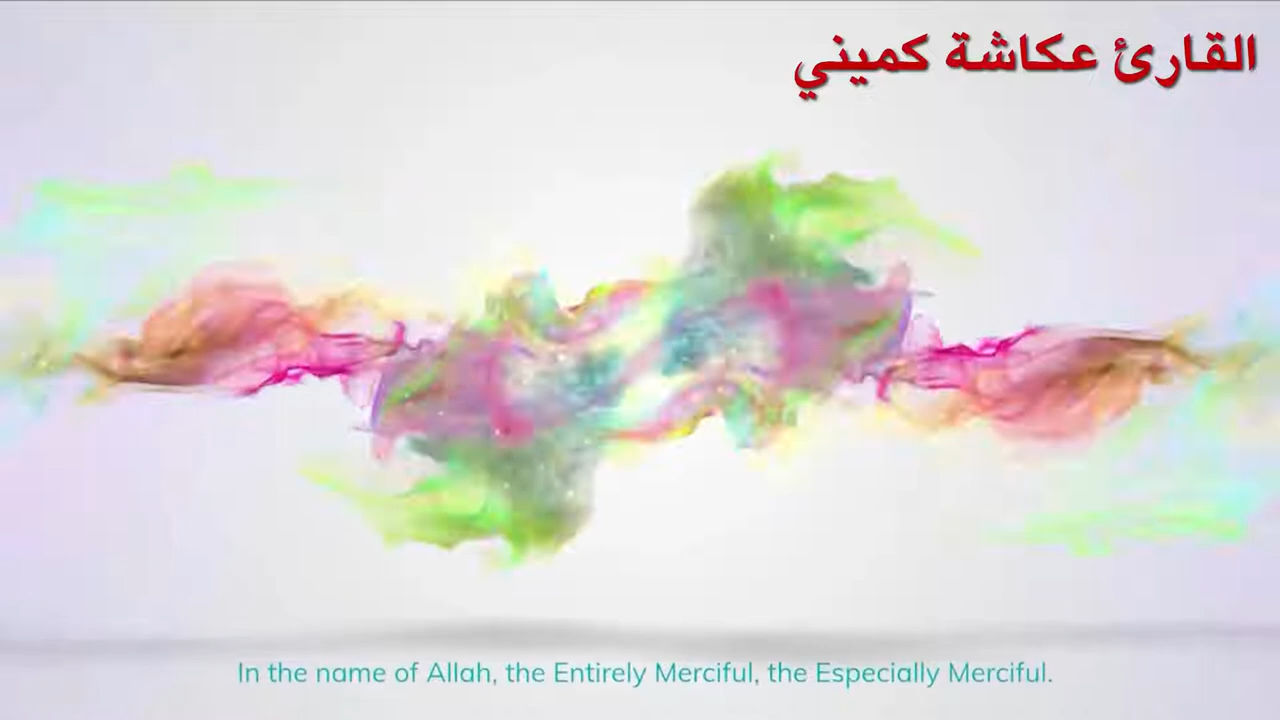 القارئ عكاشة كميني
In the name of Allah, the Entirely Merciful, the Especially Merciful.